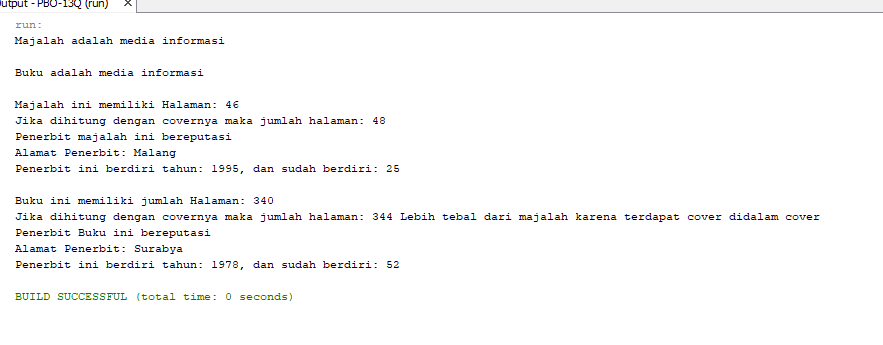 Output - PBO-13Q (run) ×
run:
Majalah adalah media informasi
Buku adalah media informasi
Majalah ini memiliki Halaman: 46
Jika dihitung dengan covernya maka jumlah halaman: 48
Penerbit majalah ini bereputasi
Alamat Penerbit: Malang
Penerbit ini berdiri tahun: 1995, dan sudah berdiri: 25
Buku ini memiliki jumlah Halaman: 340
Jika dihitung dengan covernya maka jumlah halaman: 344 Lebih tebal dari majalah karena terdapat cover didalam cover
Penerbit Buku ini bereputasi
Alamat Penerbit: Surabya
Penerbit ini berdiri tahun: 1978, dan sudah berdiri: 52
BUILD SUCCESSFUL (total time: 0 seconds)